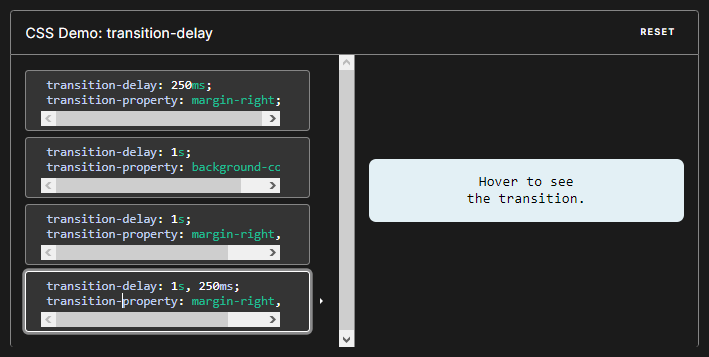 CSS Demo: transition-delay
RESET
transition-delay: 250ms;
transition-property: margin-right;
transition-delay: 1s;
transition-property: background-co
transition-delay: 1s;
transition-property: margin-right,
transition-delay: 1s, 250ms;
transition-property: margin-right,
Hover to see
the transition.